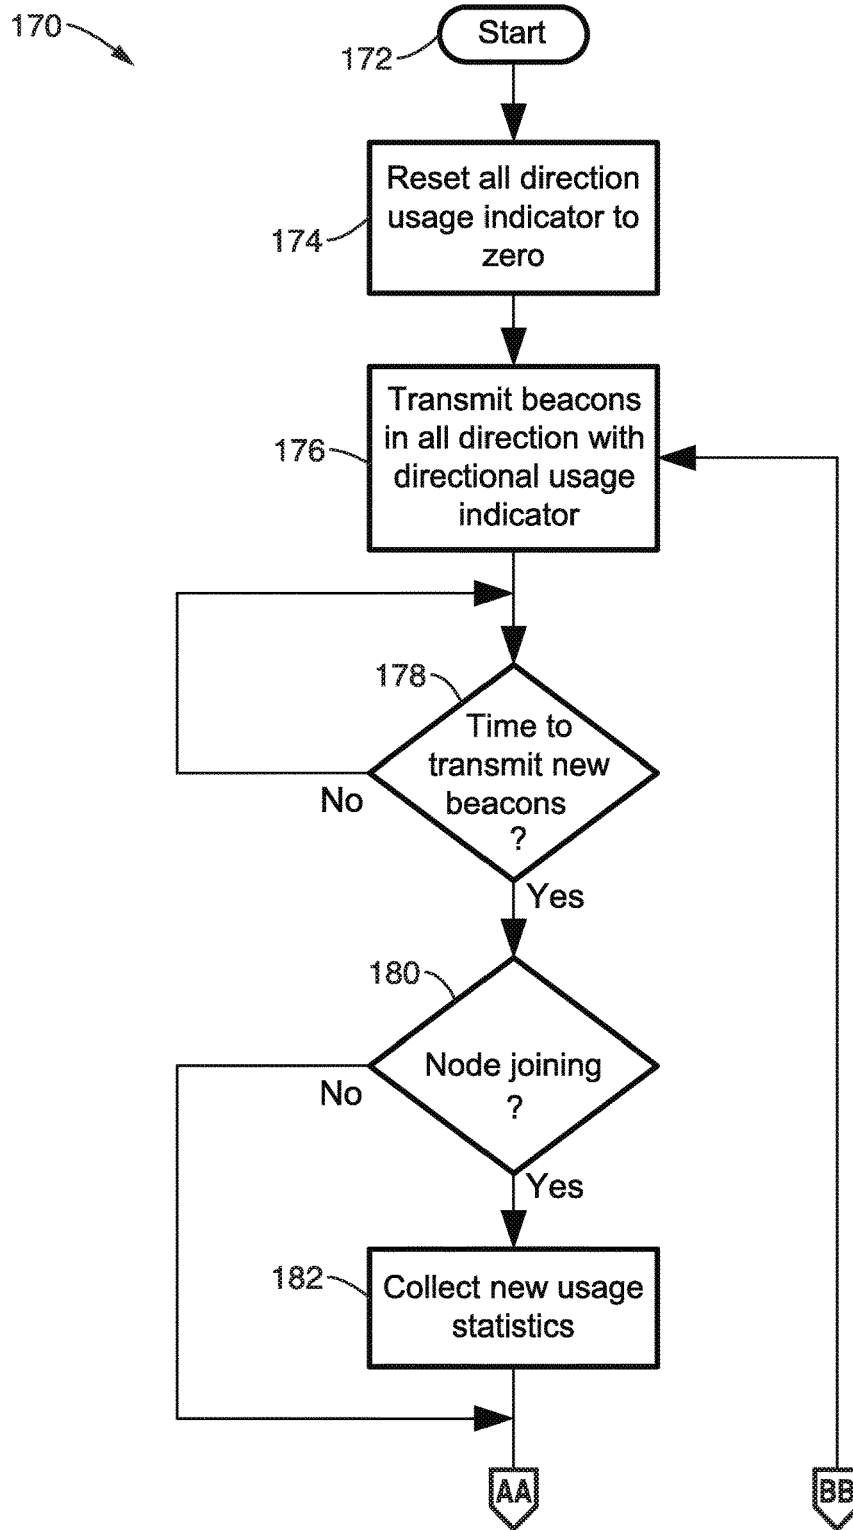 170
172
Start
174
Reset all direction
usage indicator to
zero
176
Transmit beacons
in all direction with
directional usage
indicator
178
Time to
transmit new
beacons
?
No
Yes
180
Node joining
?
No
Yes
182
Collect new usage
statistics
AA
BB